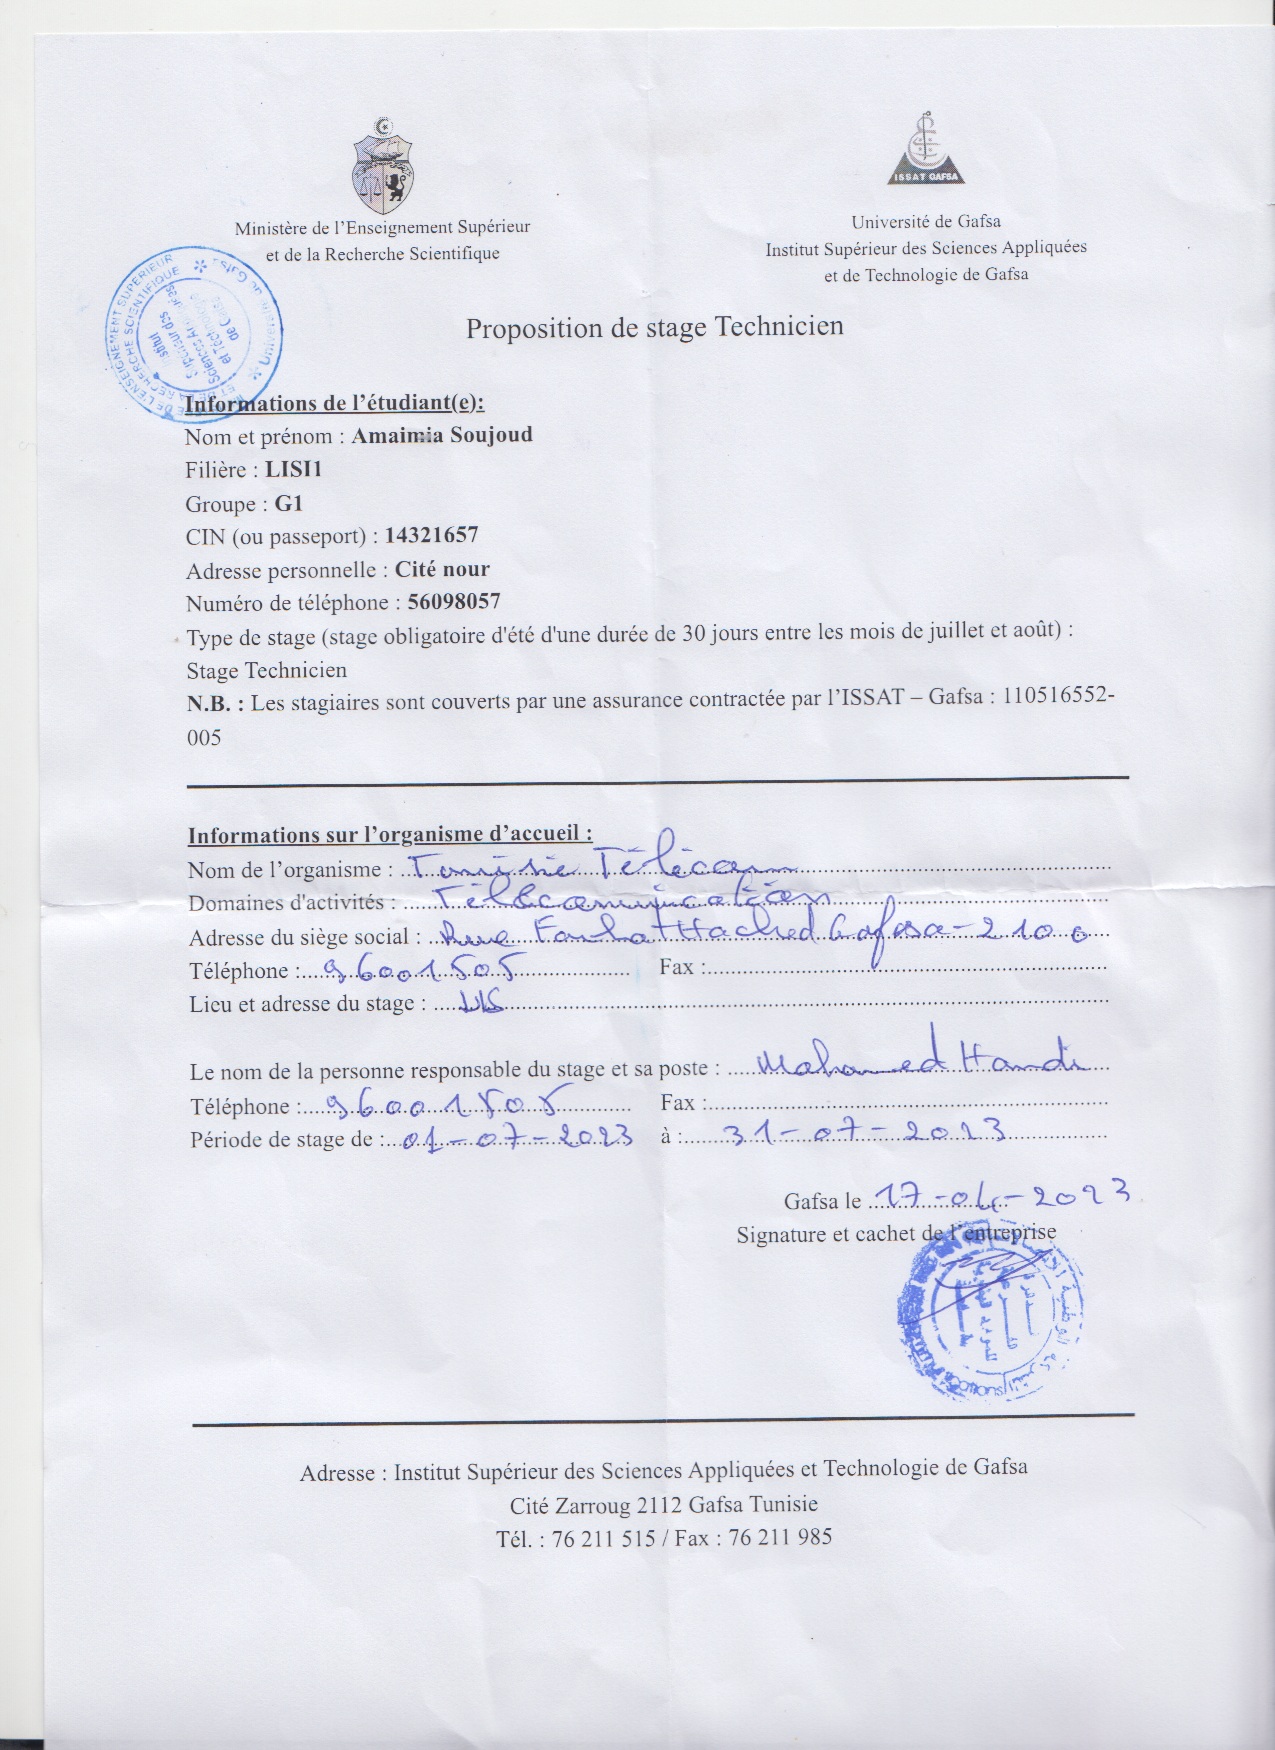 ISSAT GAFSA
Ministère de l'Enseignement Supérieur
et de la Recherche Scientifique
Université de Gafsa
Institut Supérieur des Sciences Appliquées
et de Technologie de Gafsa
Proposition de stage Technicien
Informations de l'étudiant(e):
Nom et prénom : Amaimia Soujoud
Filière : LISI1
Groupe : G1
CIN (ou passeport) : 14321657
Adresse personnelle : Cité nour
Numéro de téléphone : 56098057
Type de stage (stage obligatoire d'été d'une durée de 30 jours entre les mois de juillet et août) :
Stage Technicien
N.B. : Les stagiaires sont couverts par une assurance contractée par l'ISSAT – Gafsa : 110516552-
005
Informations sur l'organisme d'accueil :
Nom de l'organisme : Tunisie Télécom
Domaines d'activités : Télécomunication
Adresse du siège social : Rue Farhat Hached Gafsa - 2100
Téléphone : 96001505 Fax :
Lieu et adresse du stage :
Le nom de la personne responsable du stage et sa poste : Mohamed Hamdi
Téléphone : 96001505 Fax :
Période de stage de : 01-07-2023 à : 31-07-2023
Gafsa le 17-04-2023
Signature et cachet de l'entreprise
Adresse : Institut Supérieur des Sciences Appliquées et Technologie de Gafsa
Cité Zarroug 2112 Gafsa Tunisie
Tél. : 76 211 515 / Fax : 76 211 985